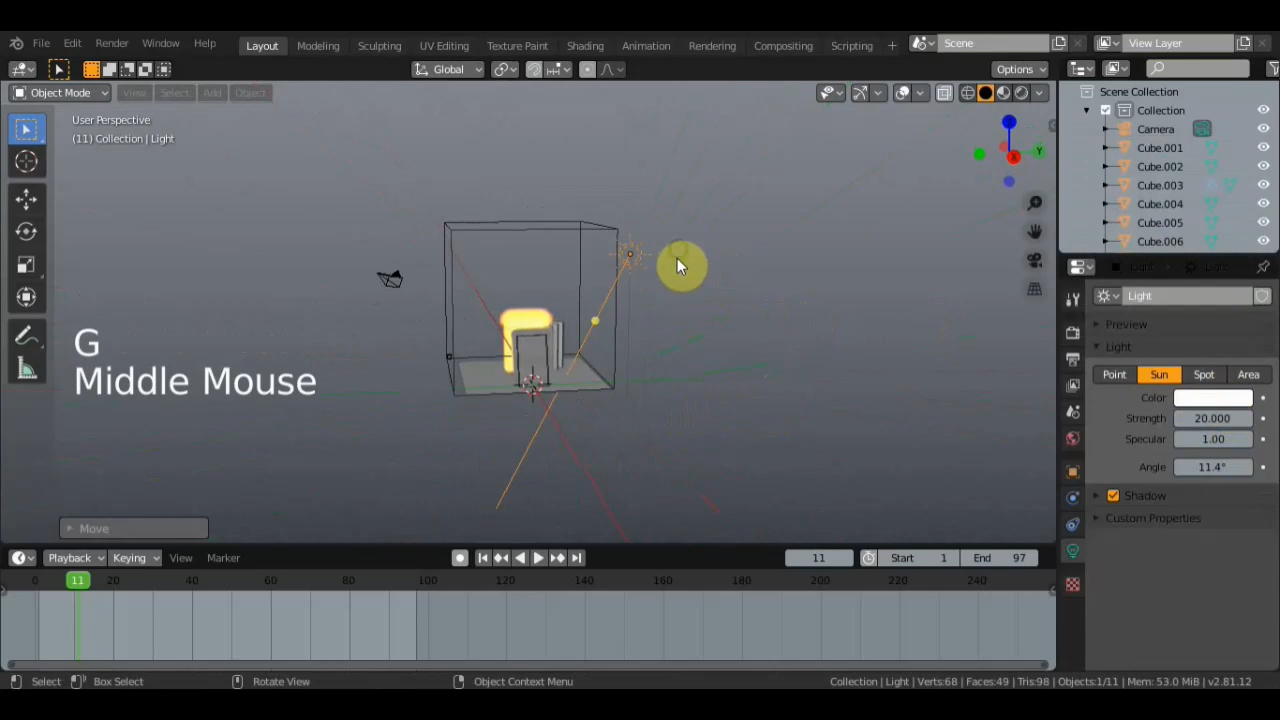 File Edit Render Window Help Layout Modeling Sculpting UV Editing Texture Paint Shading Animation Rendering Compositing Scripting + Scene View Layer
Global Options
Object Mode View Select Add Object
User Perspective
(11) Collection | Light
X
Y
G
Middle Mouse
Move
Scene Collection
Collection
Camera
Cube.001
Cube.002
Cube.003
Cube.004
Cube.005
Cube.006
Light Light
Light
Preview
Light
Point Sun Spot Area
Color
Strength 20.000
Specular 1.00
Angle 11.4°
Shadow
Custom Properties
Playback Keying View Marker 11 Start 1 End 97
0 11 20 40 60 80 100 120 140 160 180 200 220 240
Select Box Select Rotate View Object Context Menu Collection | Light | Verts:68 | Faces:49 | Tris:98 | Objects:1/11 | Mem: 53.0 MiB | v2.81.12